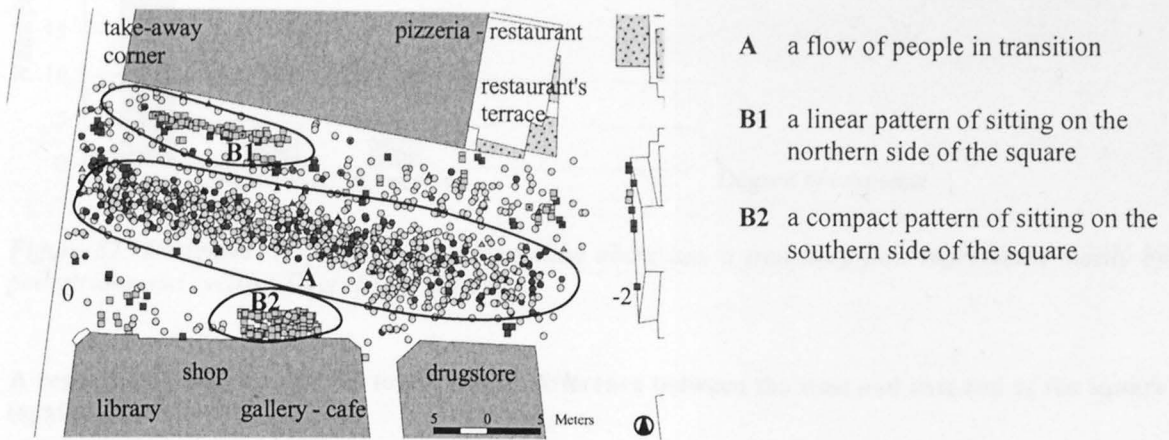 take-away
corner
pizzeria - restaurant
restaurant's
terrace
B1
A
B2
0
-2
shop
library
gallery - cafe
drugstore
5 0 5 Meters
A a flow of people in transition
B1 a linear pattern of sitting on the
northern side of the square
B2 a compact pattern of sitting on the
southern side of the square